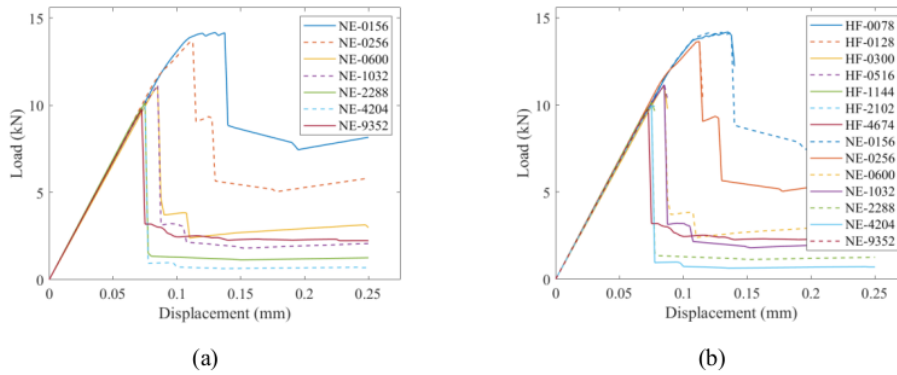 15
10
5
0
Load (kN)
0
0.05
0.1
0.15
0.2
0.25
Displacement (mm)
NE-0156
NE-0256
NE-0600
NE-1032
NE-2288
NE-4204
NE-9352
(a)
15
10
5
0
Load (kN)
0
0.05
0.1
0.15
0.2
0.25
Displacement (mm)
HF-0078
HF-0128
HF-0300
HF-0516
HF-1144
HF-2102
HF-4674
NE-0156
NE-0256
NE-0600
NE-1032
NE-2288
NE-4204
NE-9352
(b)